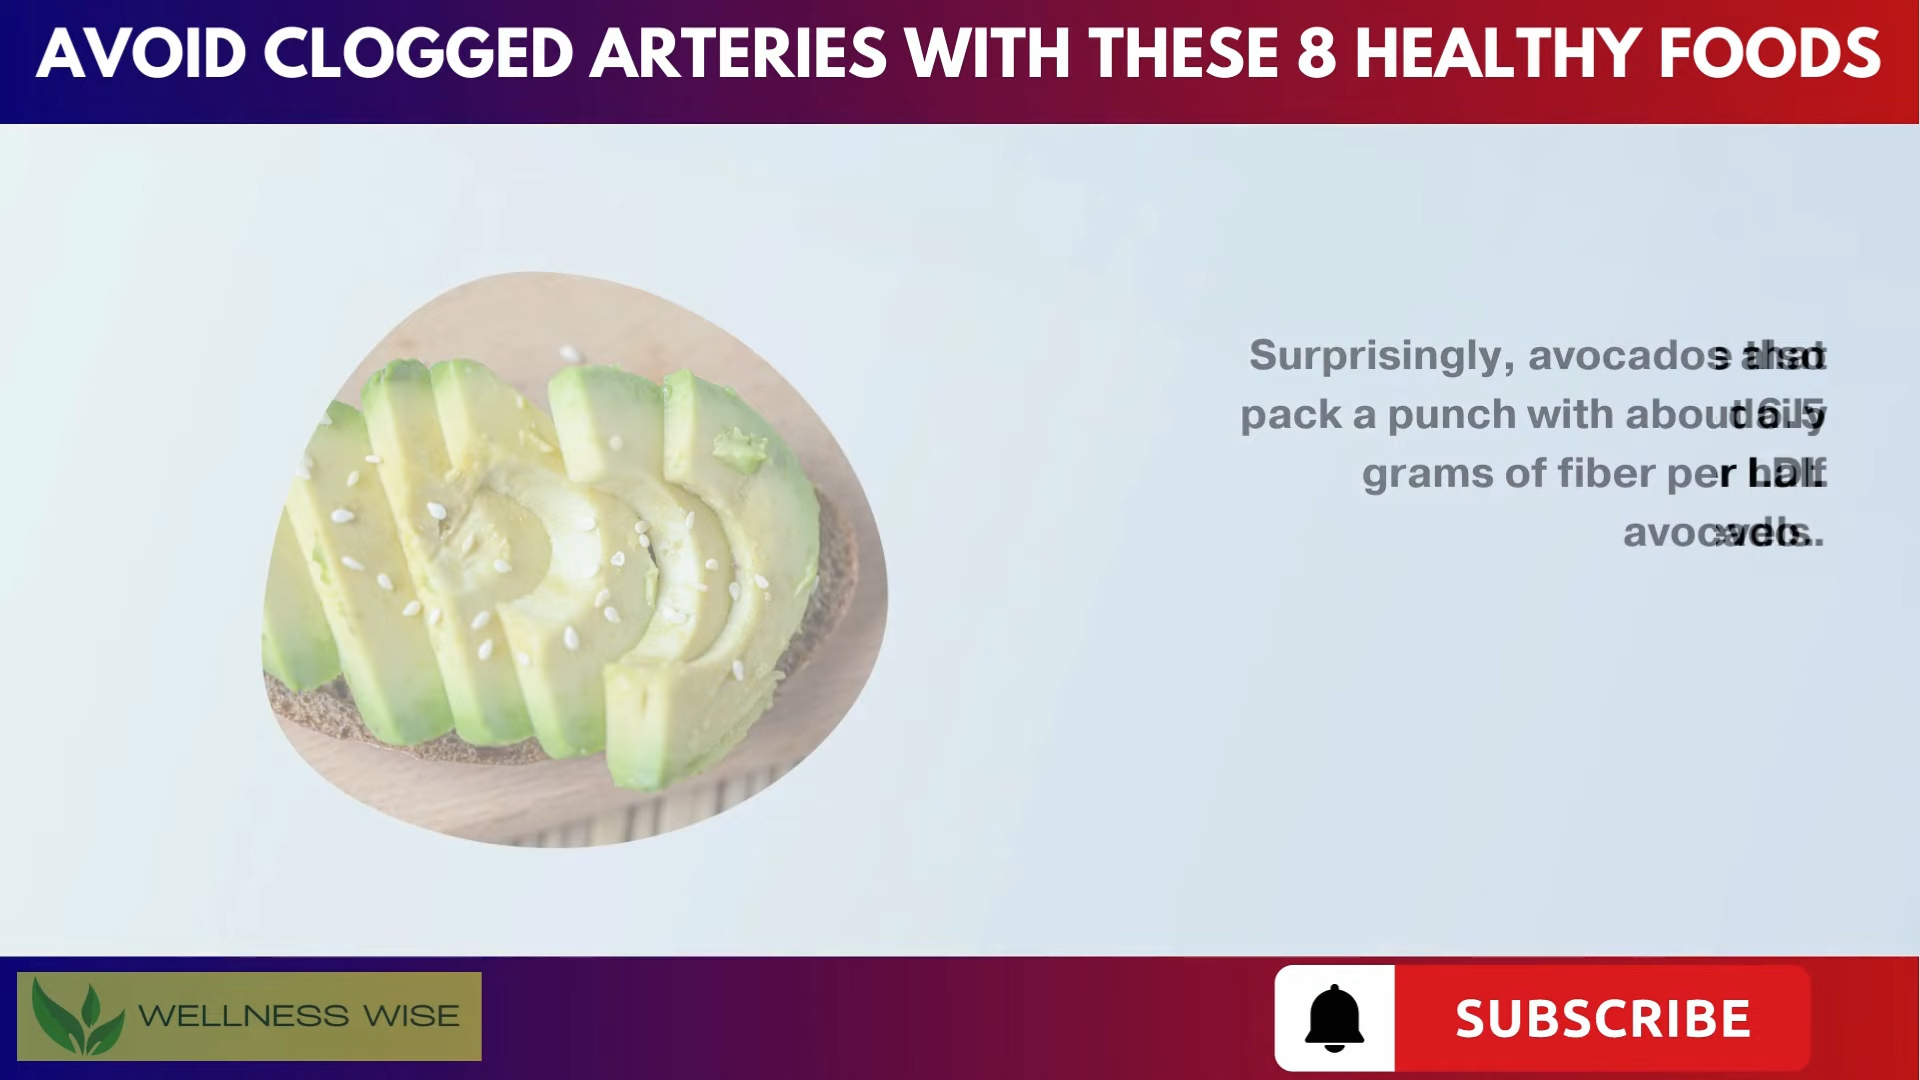 AVOID CLOGGED ARTERIES WITH THESE 8 HEALTHY FOODS
Surprisingly, avocados also
pack a punch with about 6.5
grams of fiber per half
avocado.
WELLNESS WISE
SUBSCRIBE